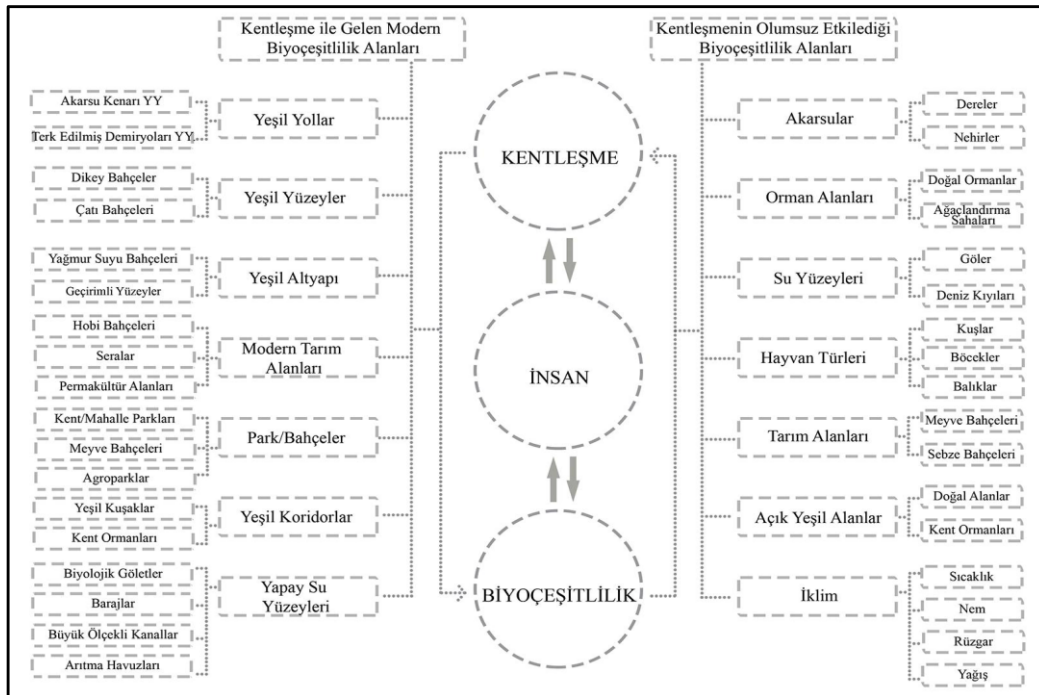 Kentleşme ile Gelen Modern
Biyoçeşitlilik Alanları
Akarsu Kenarı YY
Terk Edilmiş Demiryoları YY
Yeşil Yollar
Dikey Bahçeler
Çatı Bahçeleri
Yeşil Yüzeyler
Yağmur Suyu Bahçeleri
Geçirimli Yüzeyler
Yeşil Altyapı
Hobi Bahçeleri
Seralar
Permakültür Alanları
Modern Tarım
Alanları
Kent/Mahalle Parkları
Meyve Bahçeleri
Agroparklar
Park/Bahçeler
Yeşil Kuşaklar
Kent Ormanları
Yeşil Koridorlar
Biyolojik Göletler
Barajlar
Büyük Ölçekli Kanallar
Arıtma Havuzları
Yapay Su
Yüzeyleri
KENTLEŞME
İNSAN
BİYOÇEŞİTLİLİK
Kentleşmenin Olumsuz Etkilediği
Biyoçeşitlilik Alanları
Akarsular
Dereler
Nehirler
Orman Alanları
Doğal Ormanlar
Ağaçlandırma
Sahaları
Su Yüzeyleri
Göler
Deniz Kıyıları
Hayvan Türleri
Kuşlar
Böcekler
Balıklar
Tarım Alanları
Meyve Bahçeleri
Sebze Bahçeleri
Açık Yeşil Alanlar
Doğal Alanlar
Kent Ormanları
İklim
Sıcaklık
Nem
Rüzgar
Yağış